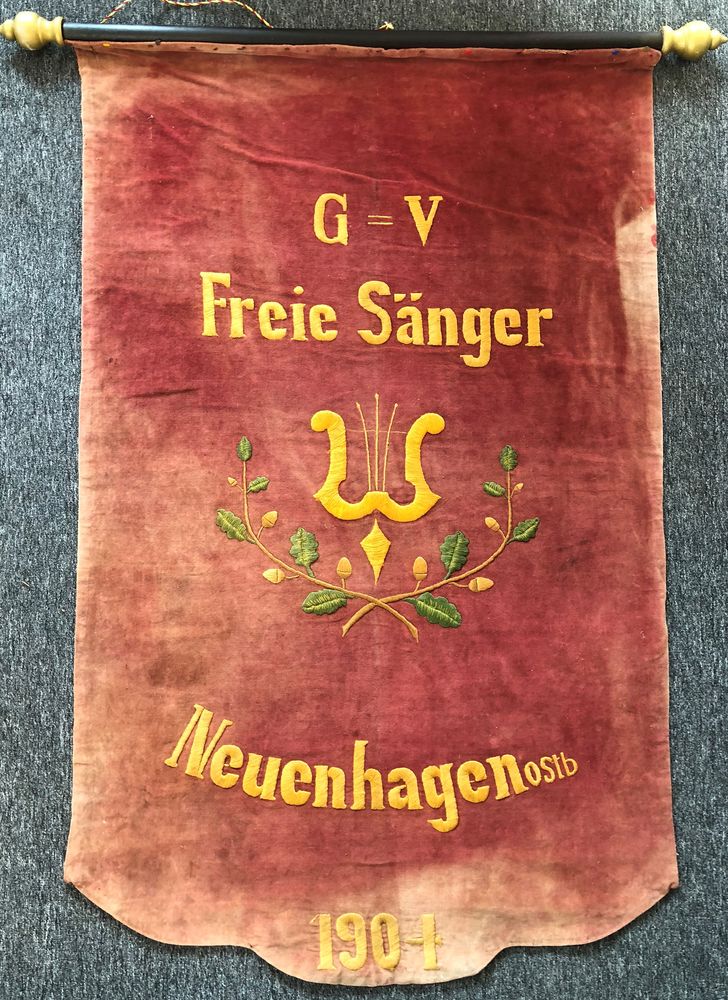 G = V
Freie Sänger
Neuenhagen ostb
1904